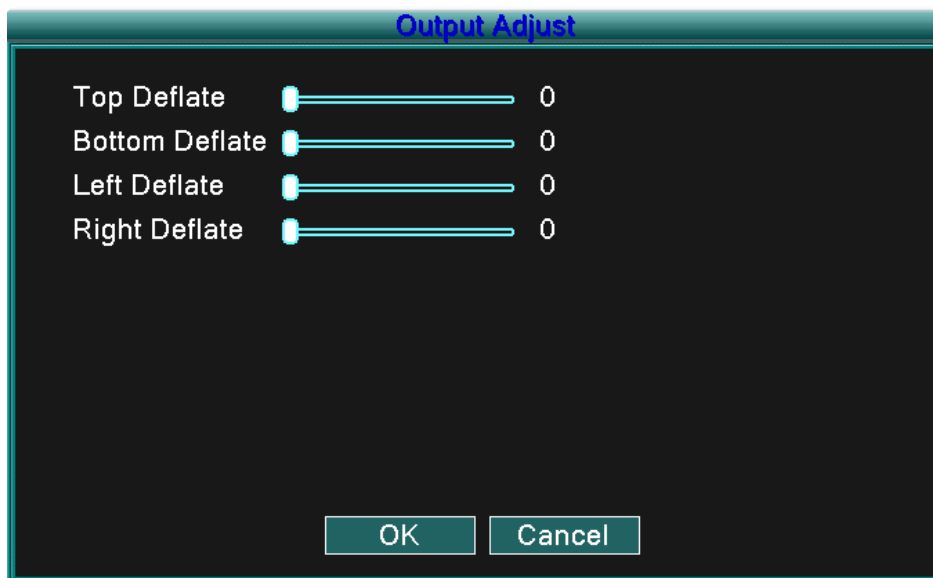 Output Adjust
Top Deflate 0
Bottom Deflate 0
Left Deflate 0
Right Deflate 0
OK Cancel